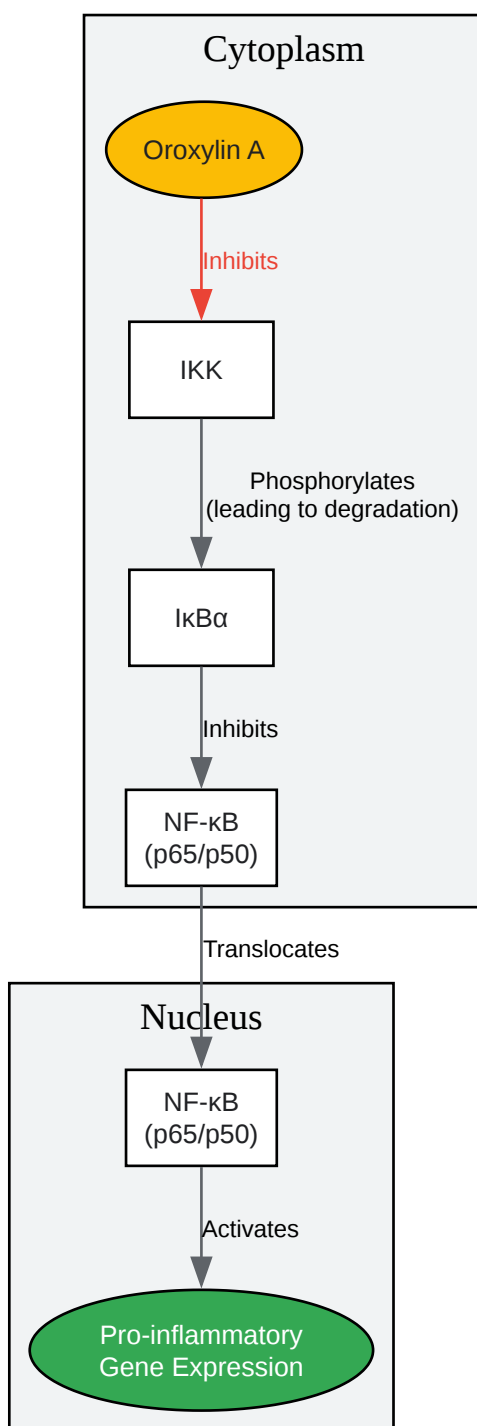 Cytoplasm
Oroxylin A
Inhibits
IKK
Phosphorylates
(leading to degradation)
IκBα
Inhibits
NF-κB
(p65/p50)
Translocates
Nucleus
NF-κB
(p65/p50)
Activates
Pro-inflammatory
Gene Expression